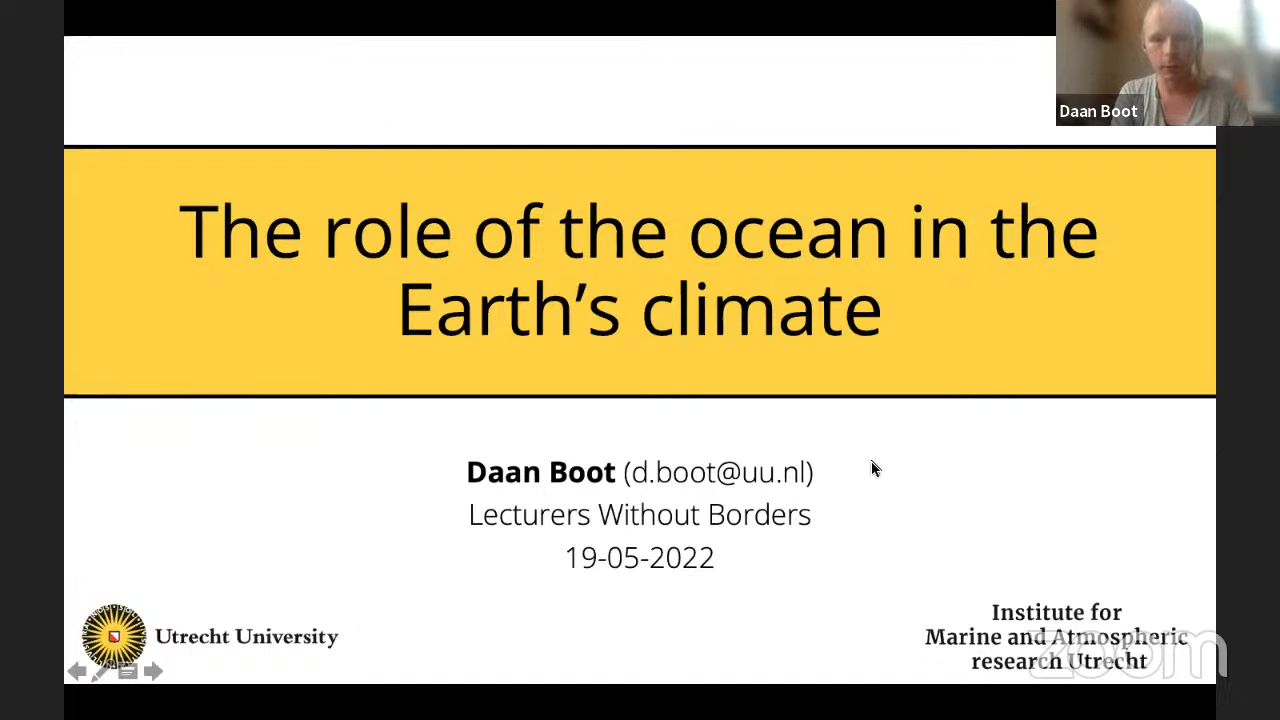 Daan Boot
The role of the ocean in the
Earth's climate
Daan Boot (d.boot@uu.nl)
Lecturers Without Borders
19-05-2022
Utrecht University
Institute for
Marine and Atmospheric
research Utrecht
zoom